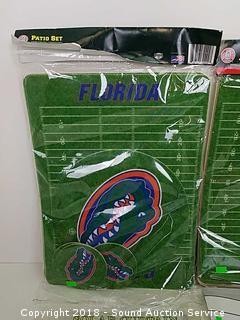 PATIO SET
FLORIDA
Copyright 2018 - Sound Auction Service